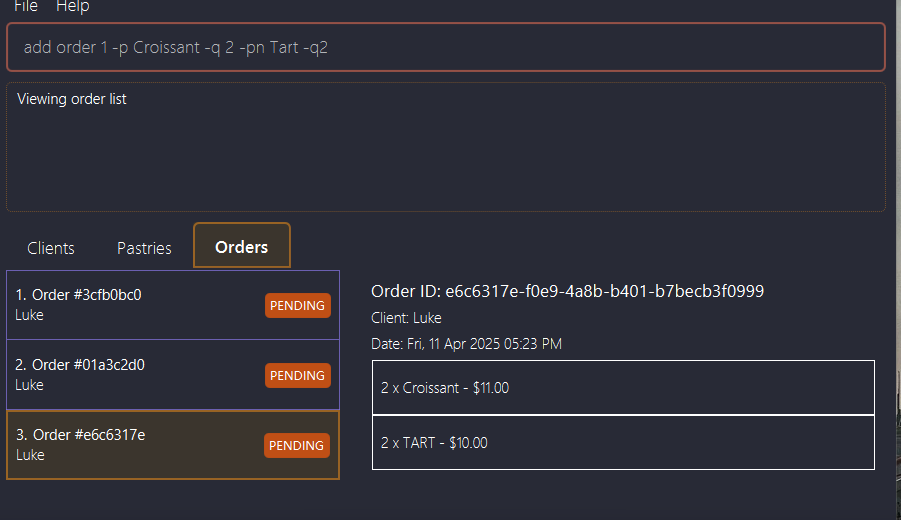 File Help
add order 1 -p Croissant -q 2 -pn Tart -q2
Viewing order list
Clients Pastries Orders
1. Order #3cfb0bc0
Luke
PENDING
2. Order #01a3c2d0
Luke
PENDING
3. Order #e6c6317e
Luke
PENDING
Order ID: e6c6317e-f0e9-4a8b-b401-b7becb3f0999
Client: Luke
Date: Fri, 11 Apr 2025 05:23 PM
2 x Croissant - $11.00
2 x TART - $10.00